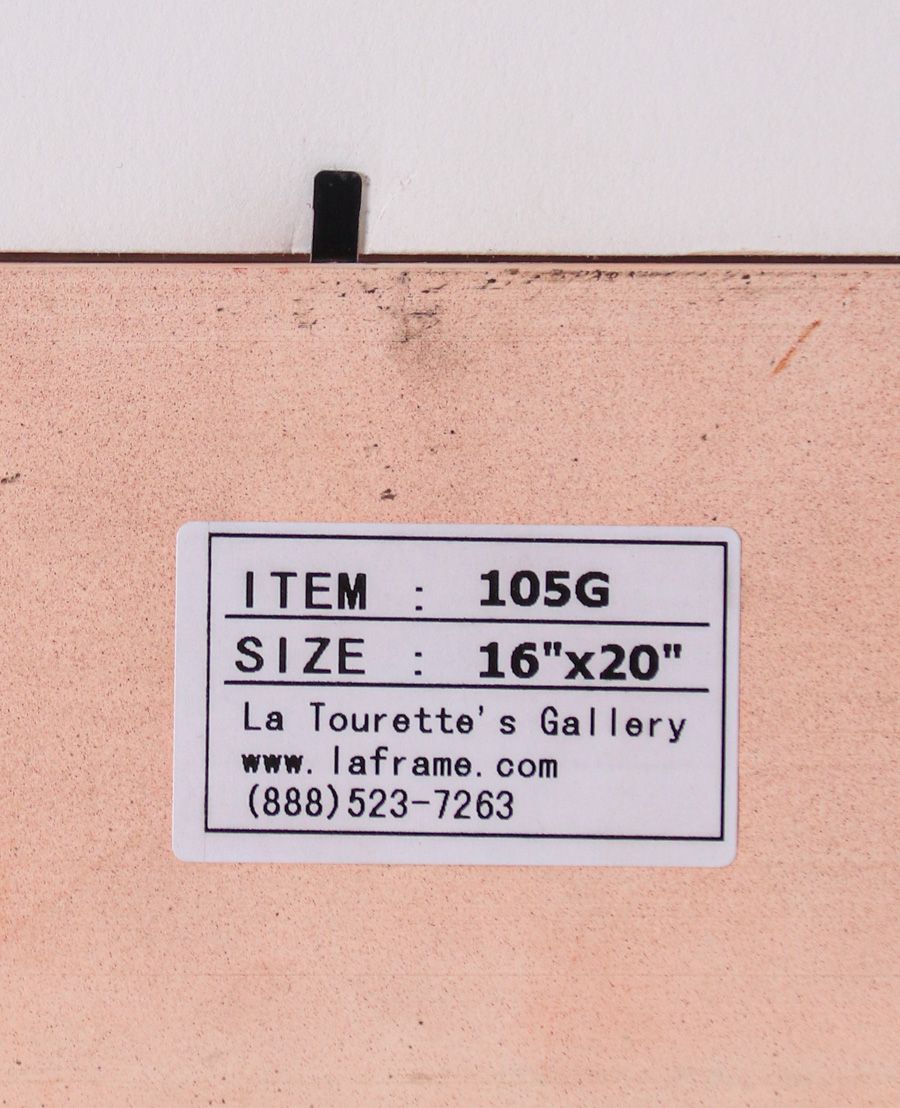 ITEM : 105G
SIZE : 16"x20"
La Tourette's Gallery
www.laframe.com
(888)523-7263